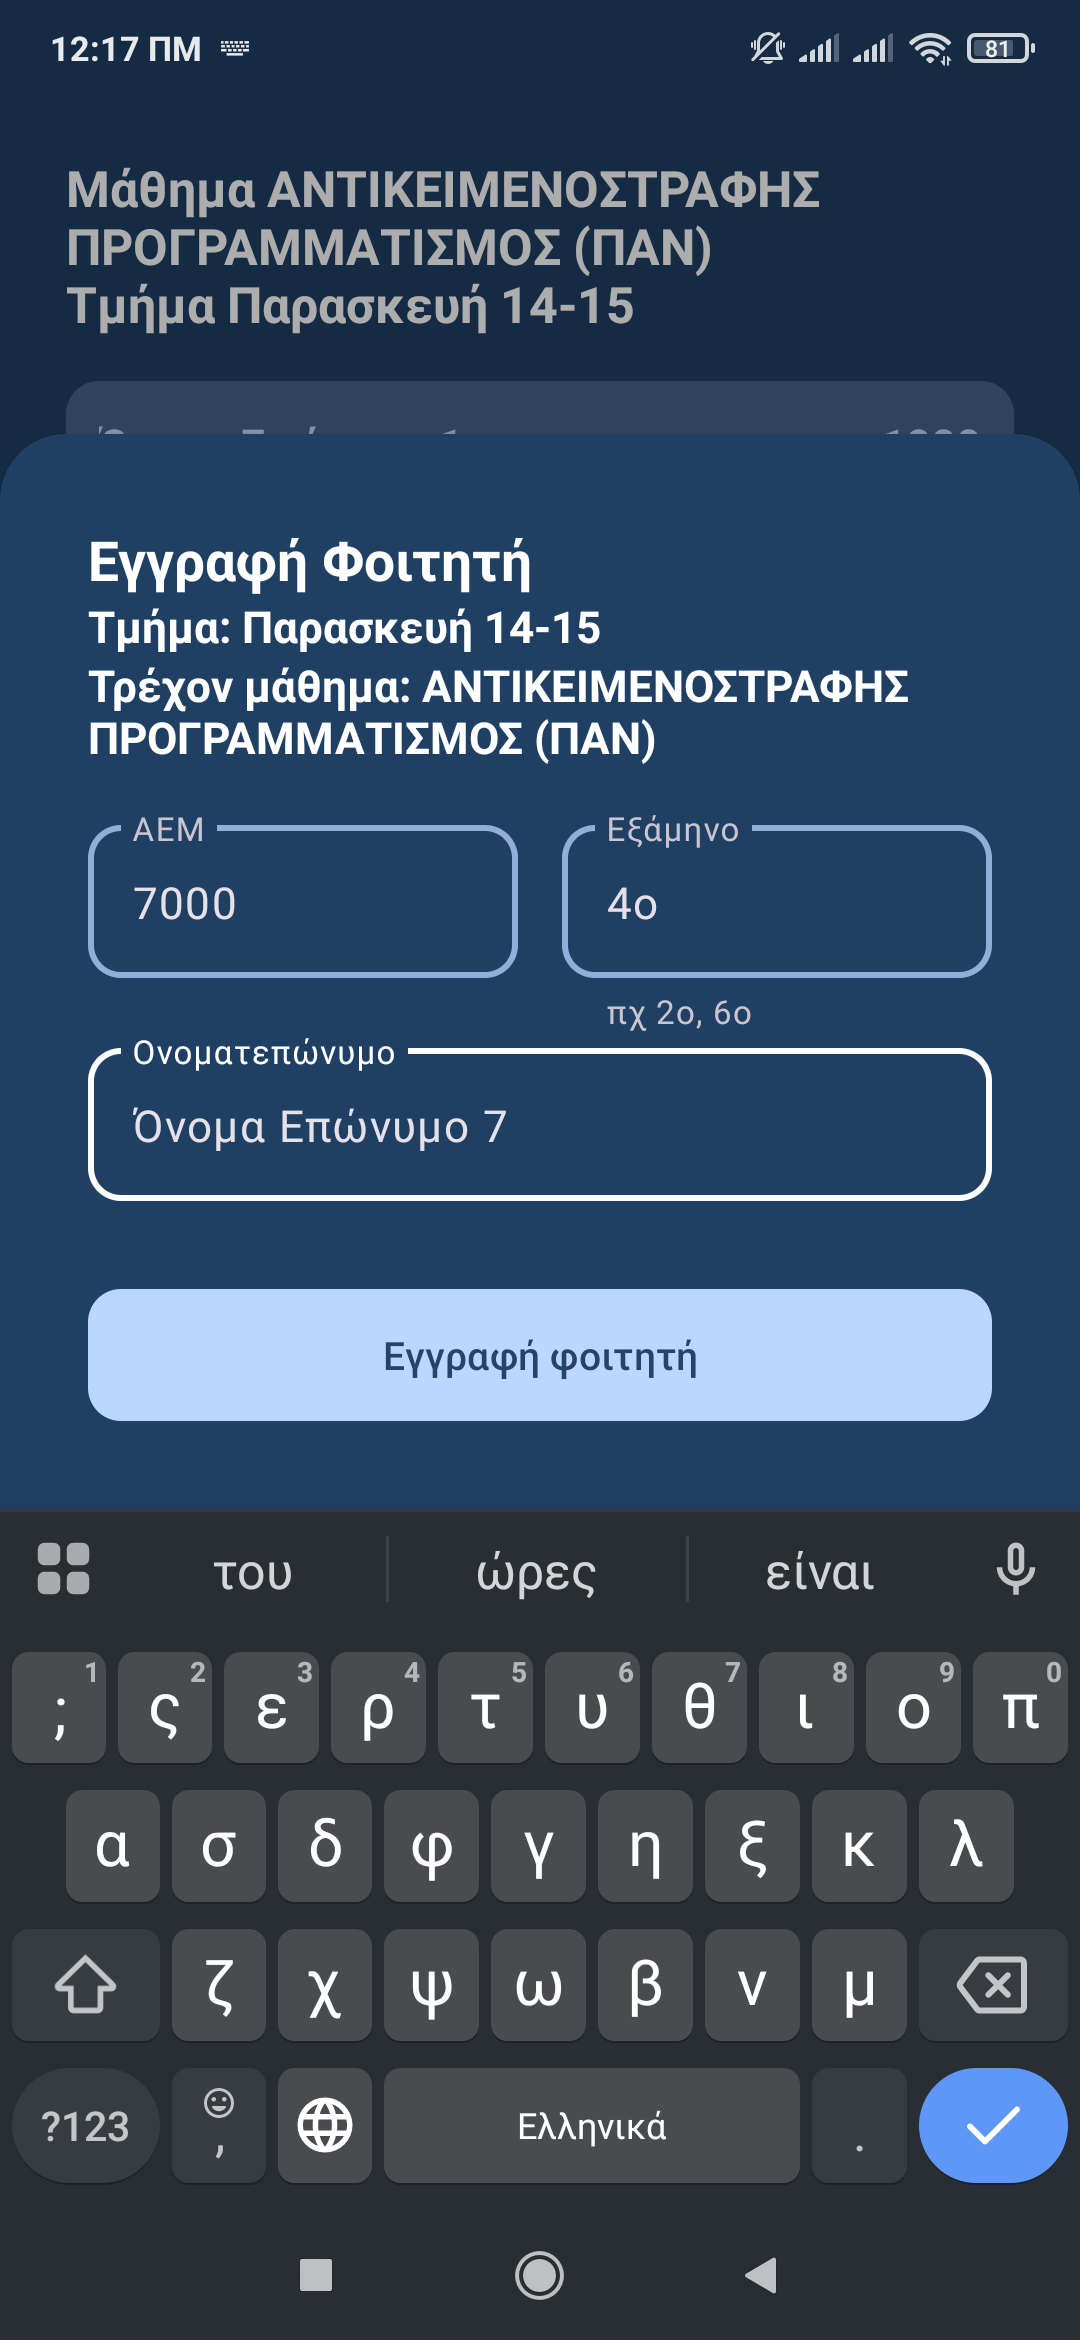 12:17 ΠΜ
81
Μάθημα ΑΝΤΙΚΕΙΜΕΝΟΣΤΡΑΦΗΣ
ΠΡΟΓΡΑΜΜΑΤΙΣΜΟΣ (ΠΑΝ)
Τμήμα Παρασκευή 14-15
Εγγραφή Φοιτητή
Τμήμα: Παρασκευή 14-15
Τρέχον μάθημα: ΑΝΤΙΚΕΙΜΕΝΟΣΤΡΑΦΗΣ
ΠΡΟΓΡΑΜΜΑΤΙΣΜΟΣ (ΠΑΝ)
ΑΕΜ Εξάμηνο
7000 4ο
πχ 2ο, 6ο
Ονοματεπώνυμο
Όνομα Επώνυμο 7
Εγγραφή φοιτητή
του ώρες είναι
1 2 3 4 5 6 7 8 9 0
; ς ε ρ τ υ θ ι ο π
α σ δ φ γ η ξ κ λ
ζ χ ψ ω β ν μ
?123 , Ελληνικά .